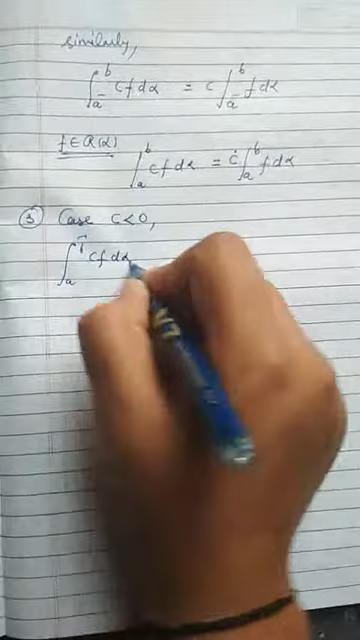 similarly,
∫_a̲^b cf dα = c ∫_a̲^b f dα
f∈R(α) ∫_a^b cf dα = c ∫_a^b f dα
③ Case c<0,
∫_a cf dα